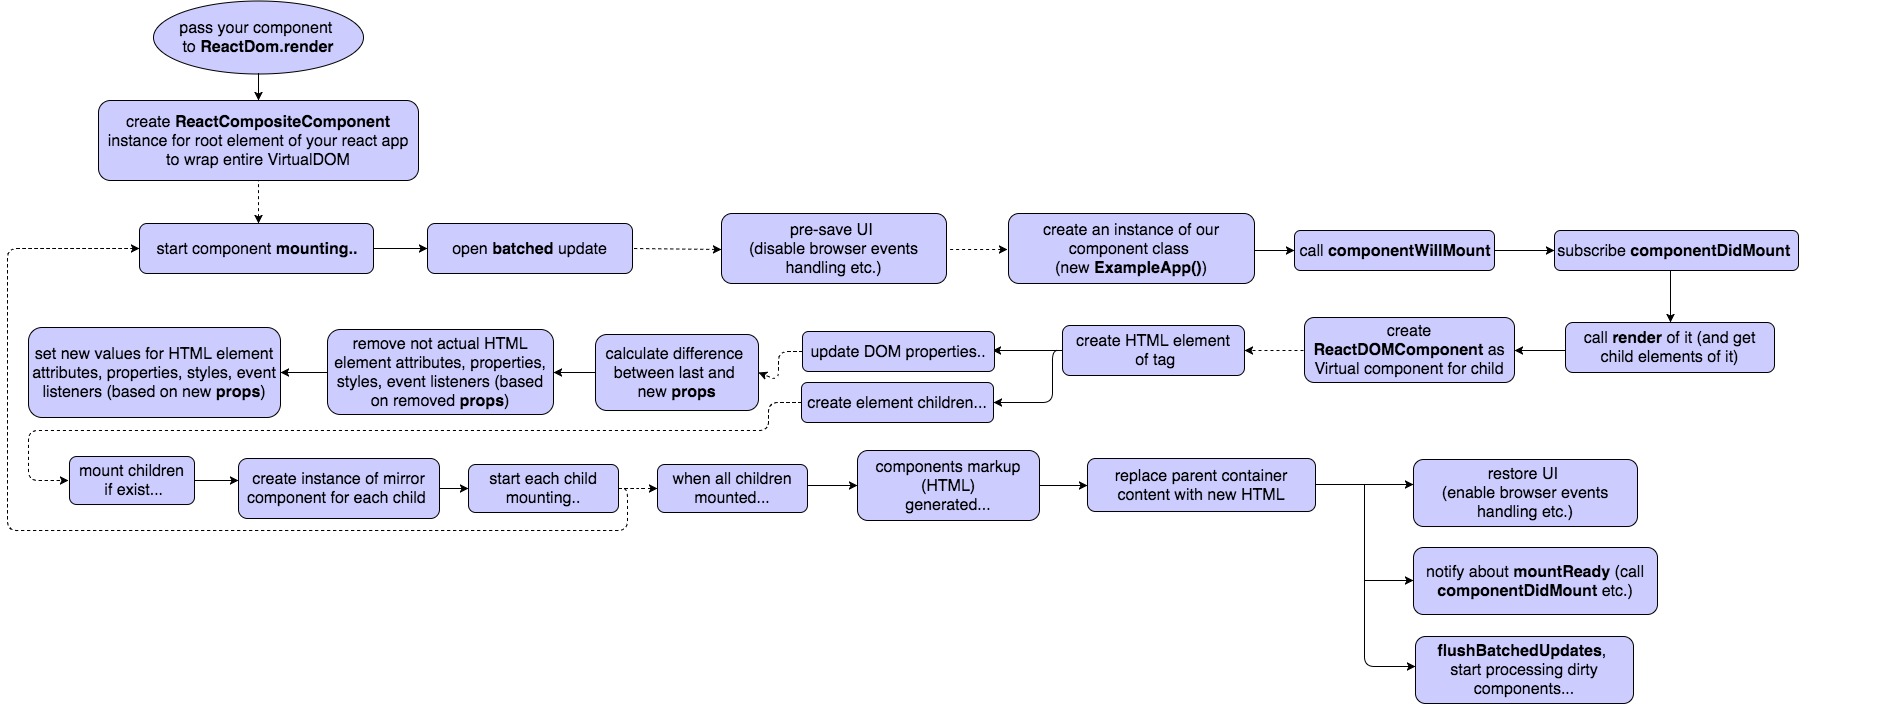 pass your component
to ReactDom.render
create ReactCompositeComponent
instance for root element of your react app
to wrap entire VirtualDOM
start component mounting..
open batched update
pre-save UI
(disable browser events
handling etc.)
create an instance of our
component class
(new ExampleApp())
call componentWillMount
subscribe componentDidMount
call render of it (and get
child elements of it)
create
ReactDOMComponent as
Virtual component for child
create HTML element
of tag
update DOM properties..
create element children...
calculate difference
between last and
new props
remove not actual HTML
element attributes, properties,
styles, event listeners (based
on removed props)
set new values for HTML element
attributes, properties, styles, event
listeners (based on new props)
mount children
if exist...
create instance of mirror
component for each child
start each child
mounting..
when all children
mounted...
components markup
(HTML)
generated...
replace parent container
content with new HTML
restore UI
(enable browser events
handling etc.)
notify about mountReady (call
componentDidMount etc.)
flushBatchedUpdates,
start processing dirty
components...